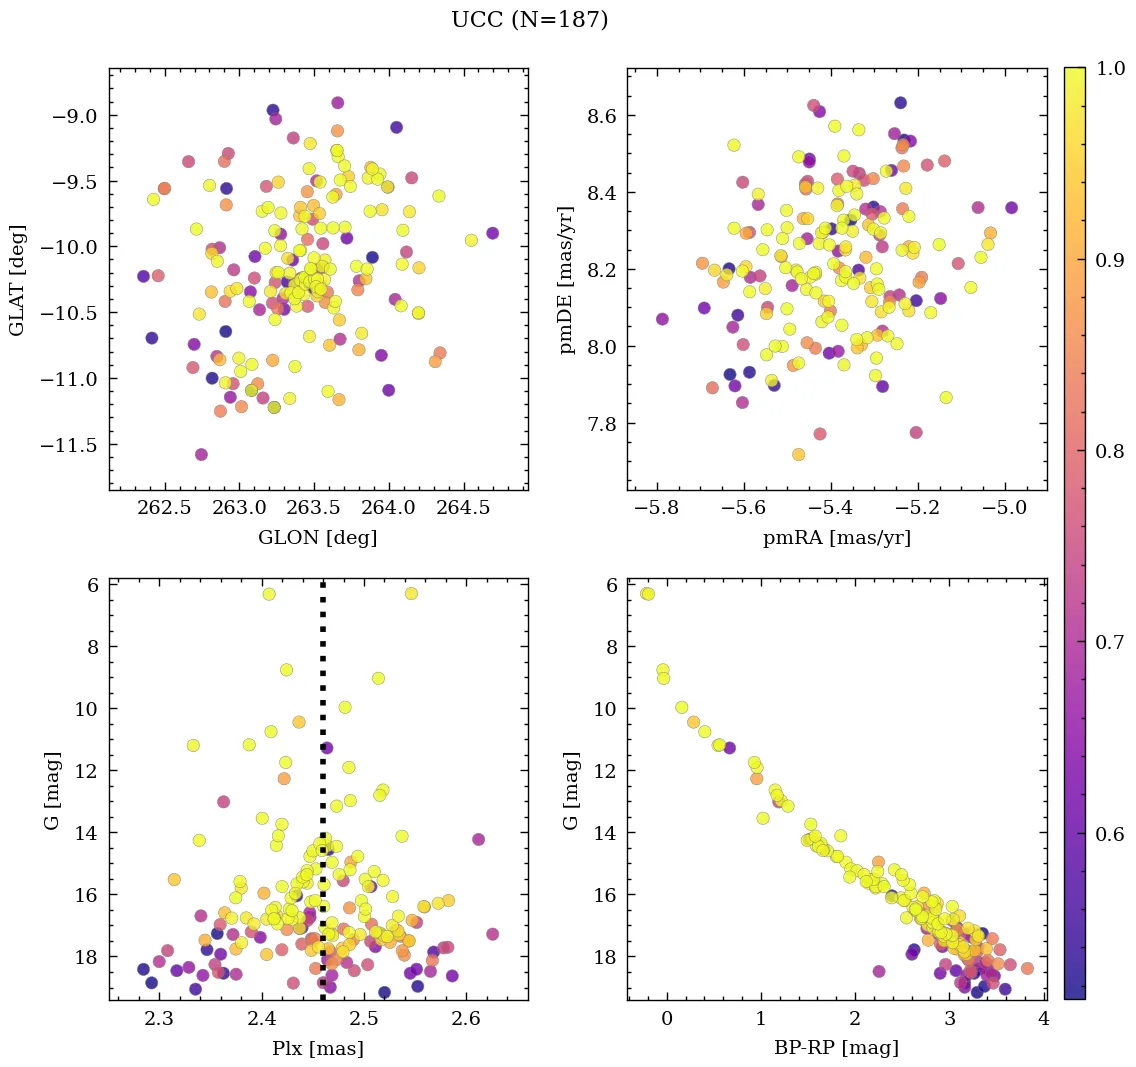 UCC (N=187)
−9.0
−9.5
−10.0
−10.5
−11.0
−11.5
GLAT [deg]
262.5 263.0 263.5 264.0 264.5
GLON [deg]
8.6
8.4
8.2
8.0
7.8
pmDE [mas/yr]
−5.8 −5.6 −5.4 −5.2 −5.0
pmRA [mas/yr]
6
8
10
12
14
16
18
G [mag]
2.3 2.4 2.5 2.6
Plx [mas]
6
8
10
12
14
16
18
G [mag]
0 1 2 3 4
BP-RP [mag]
1.0
0.9
0.8
0.7
0.6